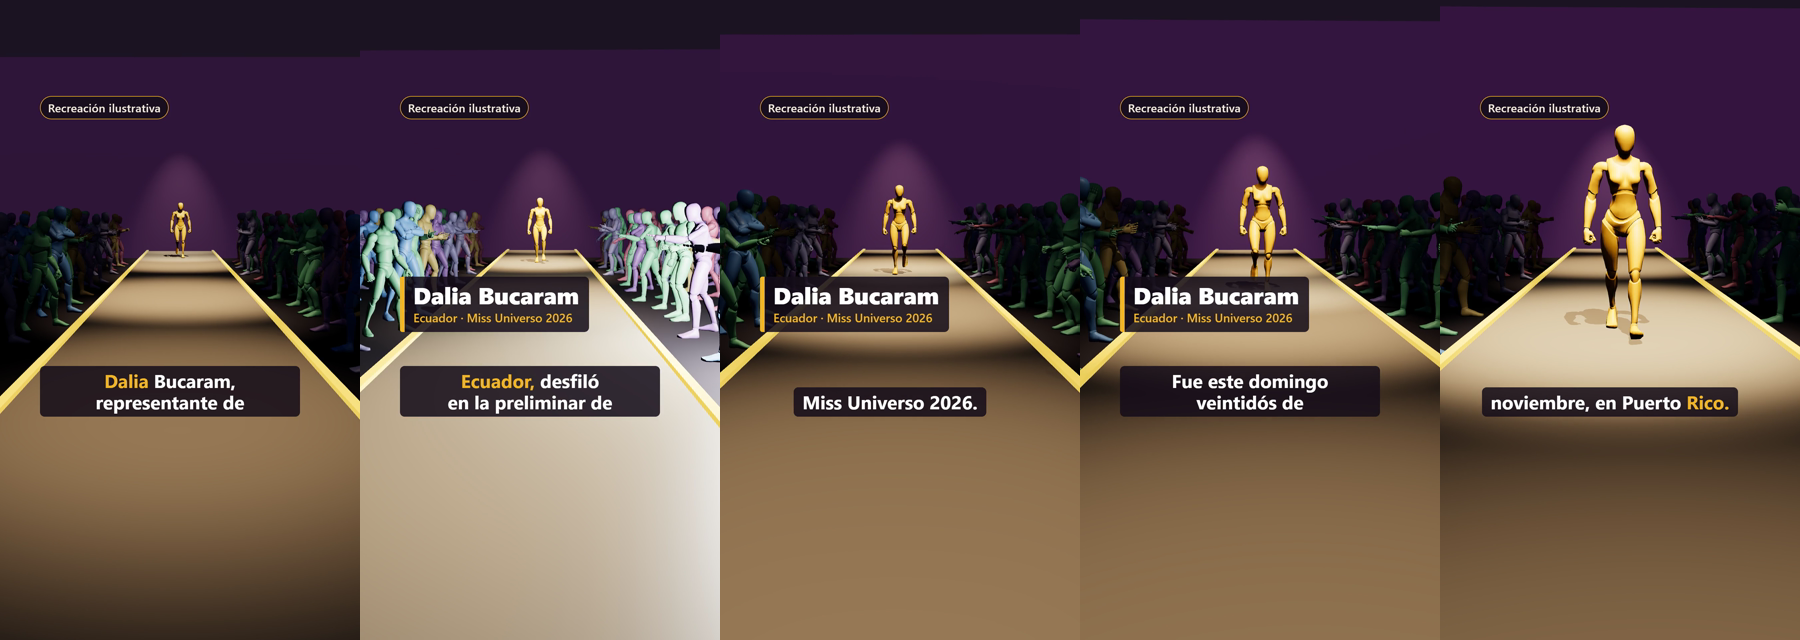 Recreación ilustrativa
Dalia Bucaram,
representante de
Recreación ilustrativa
Dalia Bucaram
Ecuador · Miss Universo 2026
Ecuador, desfiló
en la preliminar de
Recreación ilustrativa
Dalia Bucaram
Ecuador · Miss Universo 2026
Miss Universo 2026.
Recreación ilustrativa
Dalia Bucaram
Ecuador · Miss Universo 2026
Fue este domingo
veintidós de
Recreación ilustrativa
noviembre, en Puerto Rico.